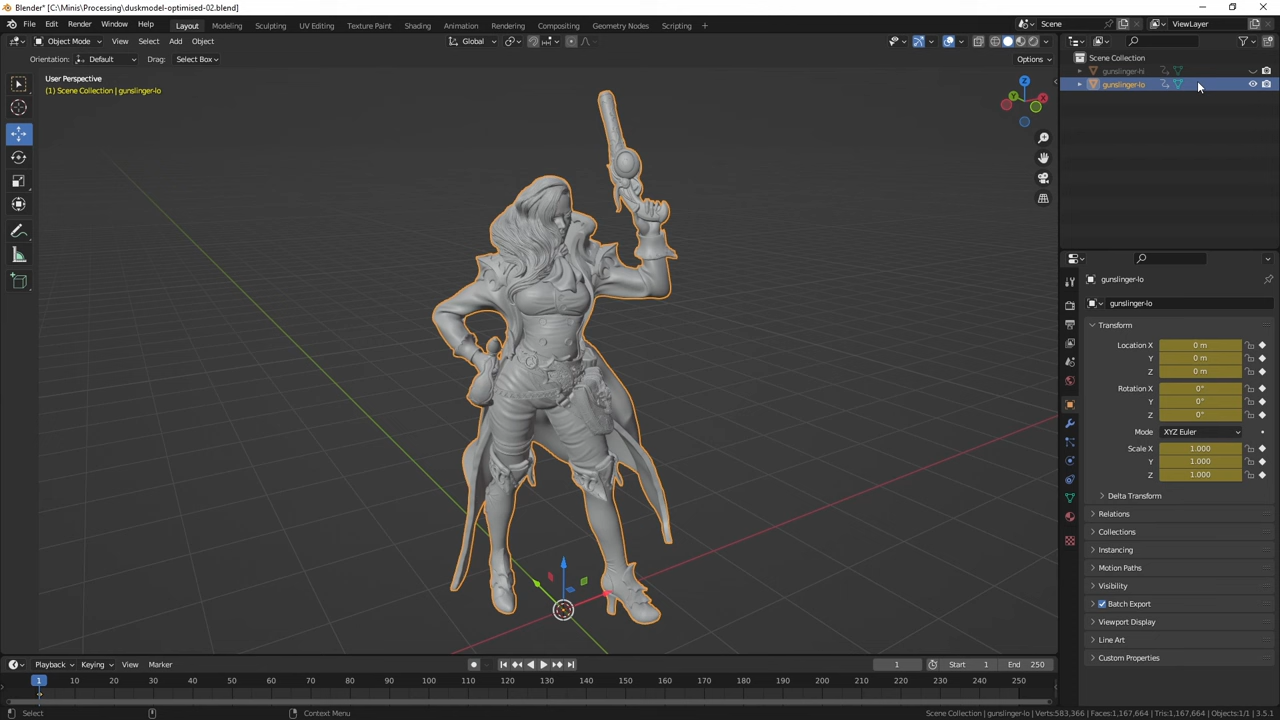 Blender* [C:\Minis\Processing\duskmodel-optimised-02.blend]
File Edit Render Window Help Layout Modeling Sculpting UV Editing Texture Paint Shading Animation Rendering Compositing Geometry Nodes Scripting + Scene ViewLayer
Object Mode View Select Add Object Global
Orientation: Default Drag: Select Box Options
User Perspective
(1) Scene Collection | gunslinger-lo
Z
Y X
Scene Collection
gunslinger-hi
gunslinger-lo
gunslinger-lo
gunslinger-lo
Transform
Location X 0 m
Y 0 m
Z 0 m
Rotation X 0°
Y 0°
Z 0°
Mode XYZ Euler
Scale X 1.000
Y 1.000
Z 1.000
Delta Transform
Relations
Collections
Instancing
Motion Paths
Visibility
Batch Export
Viewport Display
Line Art
Custom Properties
Playback Keying View Marker 1 Start 1 End 250
1 10 20 30 40 50 60 70 80 90 100 110 120 130 140 150 160 170 180 190 200 210 220 230 240 250
Select Context Menu Scene Collection | gunslinger-lo | Verts:583,366 | Faces:1,167,664 | Tris:1,167,664 | Objects:1/1 | 3.5.1